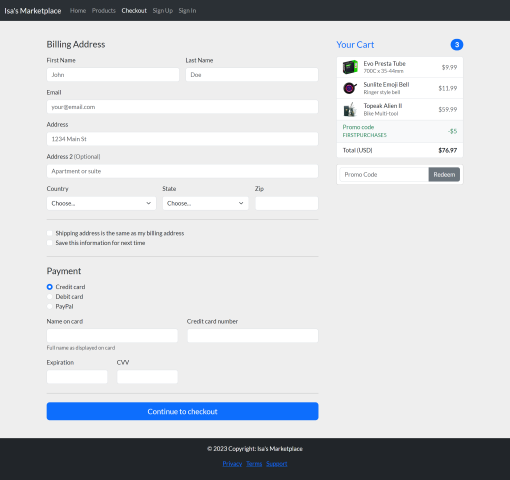 Isa's Marketplace Home Products Checkout Sign Up Sign In
Billing Address
First Name Last Name
John Doe
Email
your@email.com
Address
1234 Main St
Address 2 (Optional)
Apartment or suite
Country State Zip
Choose... Choose...
Shipping address is the same as my billing address
Save this information for next time
Payment
Credit card
Debit card
PayPal
Name on card Credit card number
Full name as displayed on card
Expiration CVV
Continue to checkout
Your Cart 3
Evo Presta Tube $9.99
700C x 35-44mm
Sunlite Emoji Bell $11.99
Ringer style bell
Topeak Alien II $59.99
Bike Multi-tool
Promo code -$5
FIRSTPURCHASE5
Total (USD) $76.97
Promo Code Redeem
© 2023 Copyright: Isa's Marketplace
Privacy Terms Support